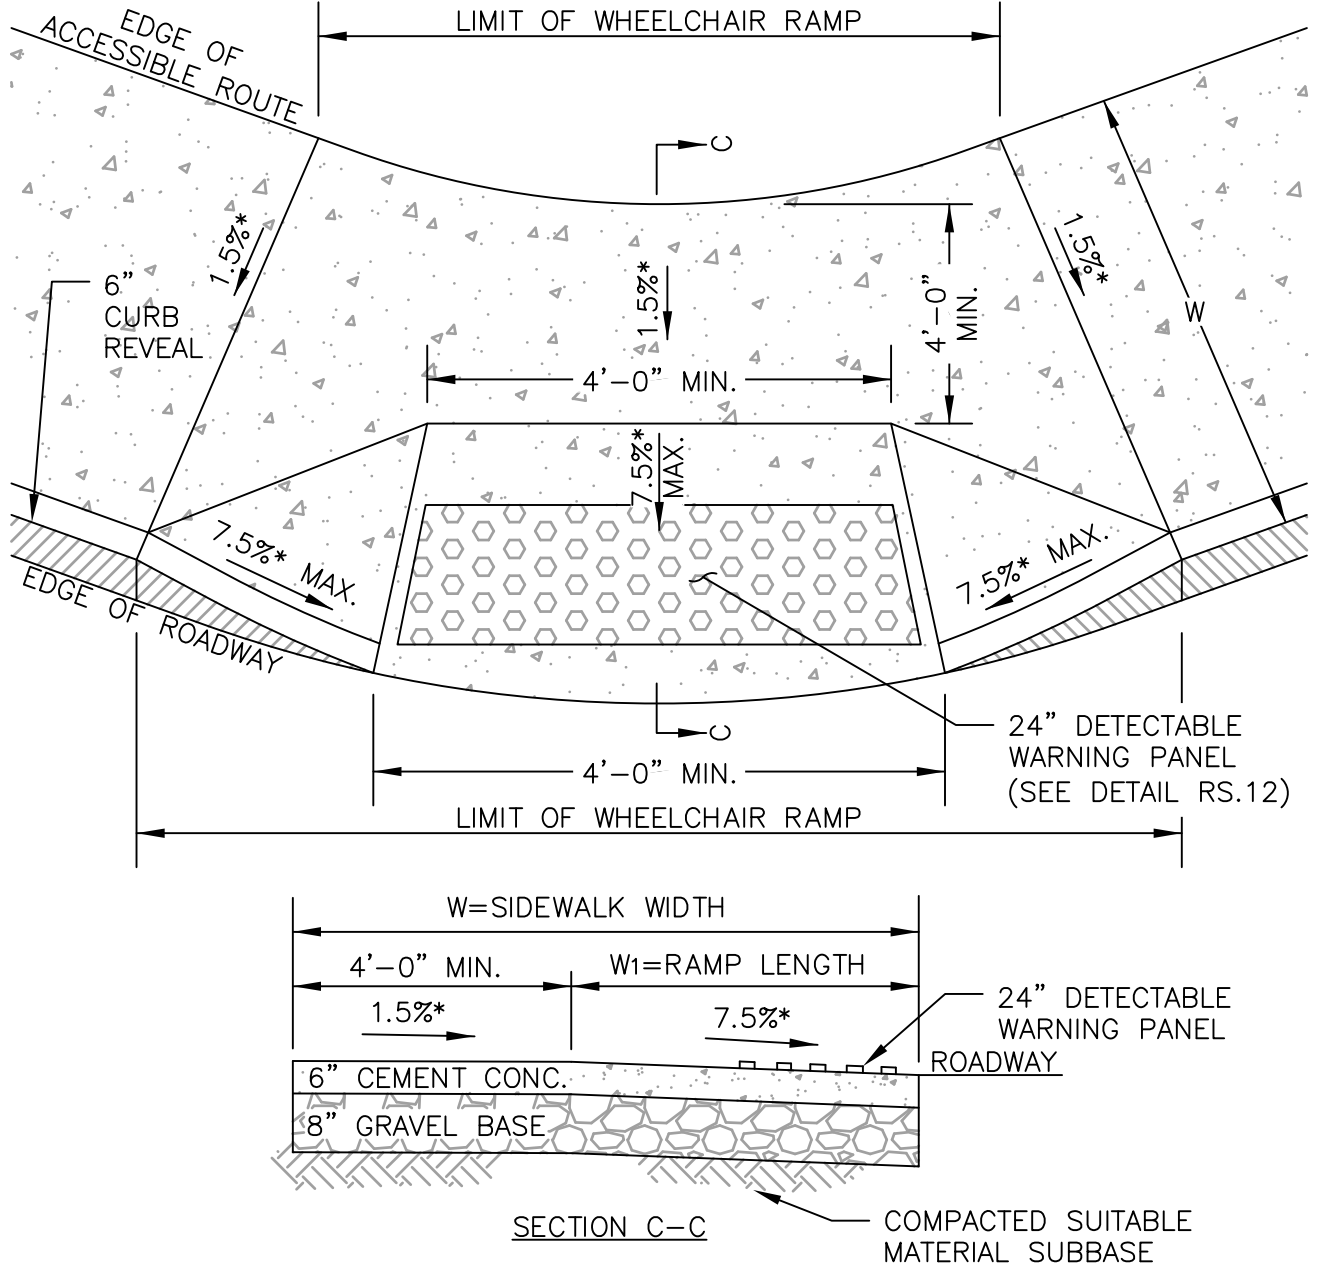 LIMIT OF WHEELCHAIR RAMP
EDGE OF
ACCESSIBLE ROUTE
C
1.5%*
1.5%*
1.5%*
6”
CURB
REVEAL
4'-0”
MIN.
W
4'-0” MIN.
7.5%*
MAX.
7.5%* MAX.
7.5%* MAX.
EDGE OF ROADWAY
C
24” DETECTABLE
WARNING PANEL
(SEE DETAIL RS.12)
4'-0” MIN.
LIMIT OF WHEELCHAIR RAMP
W=SIDEWALK WIDTH
4'-0” MIN.
W1=RAMP LENGTH
1.5%*
7.5%*
24” DETECTABLE
WARNING PANEL
ROADWAY
6” CEMENT CONC.
8” GRAVEL BASE
SECTION C-C
COMPACTED SUITABLE
MATERIAL SUBBASE